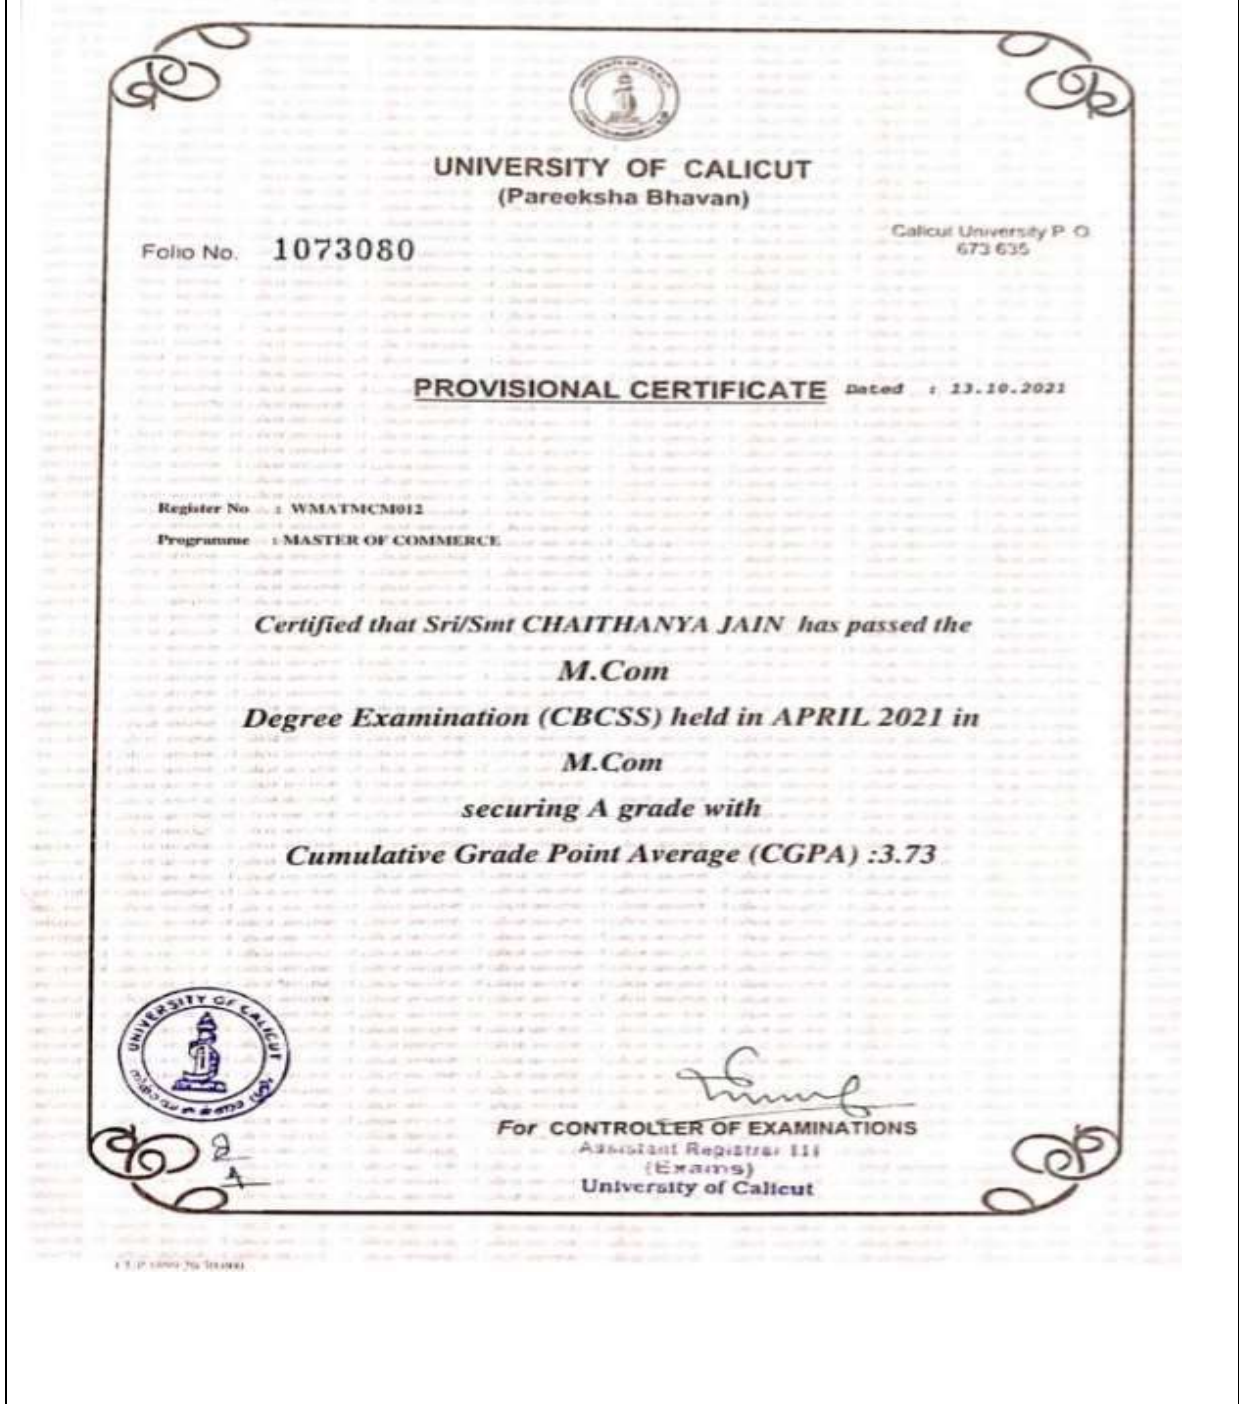 UNIVERSITY OF CALICUT
(Pareeksha Bhavan)
Calicut University P. O.
673 635
Folio No. 1073080
PROVISIONAL CERTIFICATE Dated : 13.10.2021
Register No : WMATMCM012
Programme : MASTER OF COMMERCE
Certified that Sri/Smt CHAITHANYA JAIN has passed the
M.Com
Degree Examination (CBCSS) held in APRIL 2021 in
M.Com
securing A grade with
Cumulative Grade Point Average (CGPA) :3.73
UNIVERSITY OF CALICUT
For CONTROLLER OF EXAMINATIONS
Assistant Registrar III
(Exams)
University of Calicut